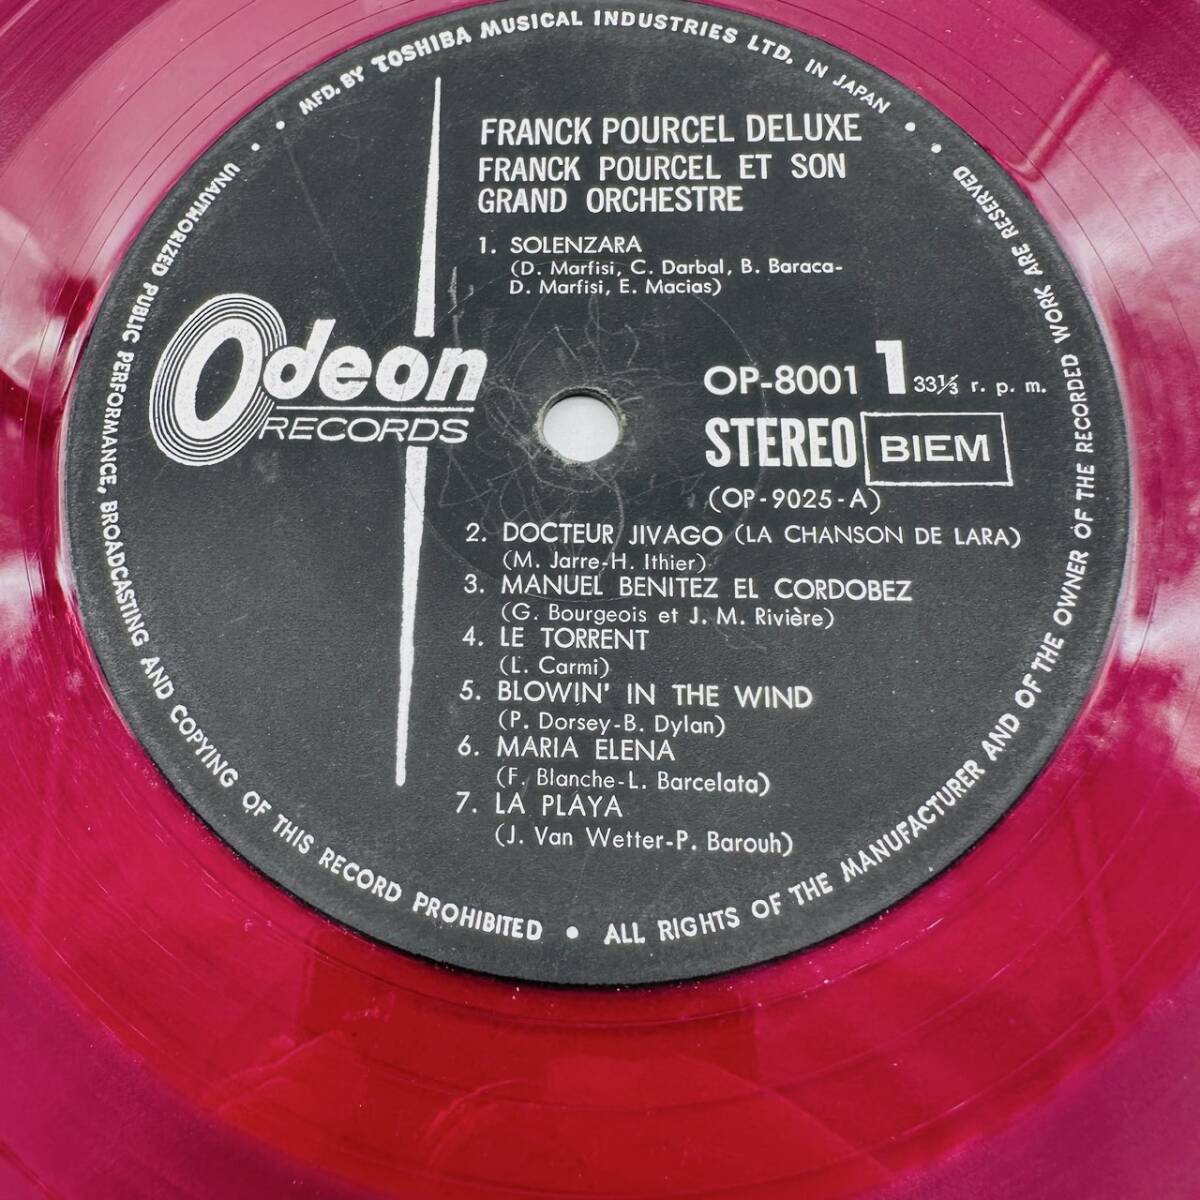 MFD. BY TOSHIBA MUSICAL INDUSTRIES LTD. IN JAPAN
FRANCK POURCEL DELUXE
FRANCK POURCEL ET SON
GRAND ORCHESTRE
1. SOLENZARA
(D. Marfisi, C. Darbal, B. Baraca-
D. Marfisi, E. Macias)
Odeon
RECORDS
OP-8001 1 33⅓ r. p. m.
STEREO BIEM
(OP-9025-A)
2. DOCTEUR JIVAGO (LA CHANSON DE LARA)
(M. Jarre-H. Ithier)
3. MANUEL BENITEZ EL CORDOBEZ
(G. Bourgeois et J. M. Rivière)
4. LE TORRENT
(L. Carmi)
5. BLOWIN' IN THE WIND
(P. Dorsey-B. Dylan)
6. MARIA ELENA
(F. Blanche-L. Barcelata)
7. LA PLAYA
(J. Van Wetter-P. Barouh)
UNAUTHORIZED PUBLIC PERFORMANCE, BROADCASTING AND COPYING OF THIS RECORD PROHIBITED • ALL RIGHTS OF THE MANUFACTURER AND OF THE OWNER OF THE RECORDED WORK ARE RESERVED